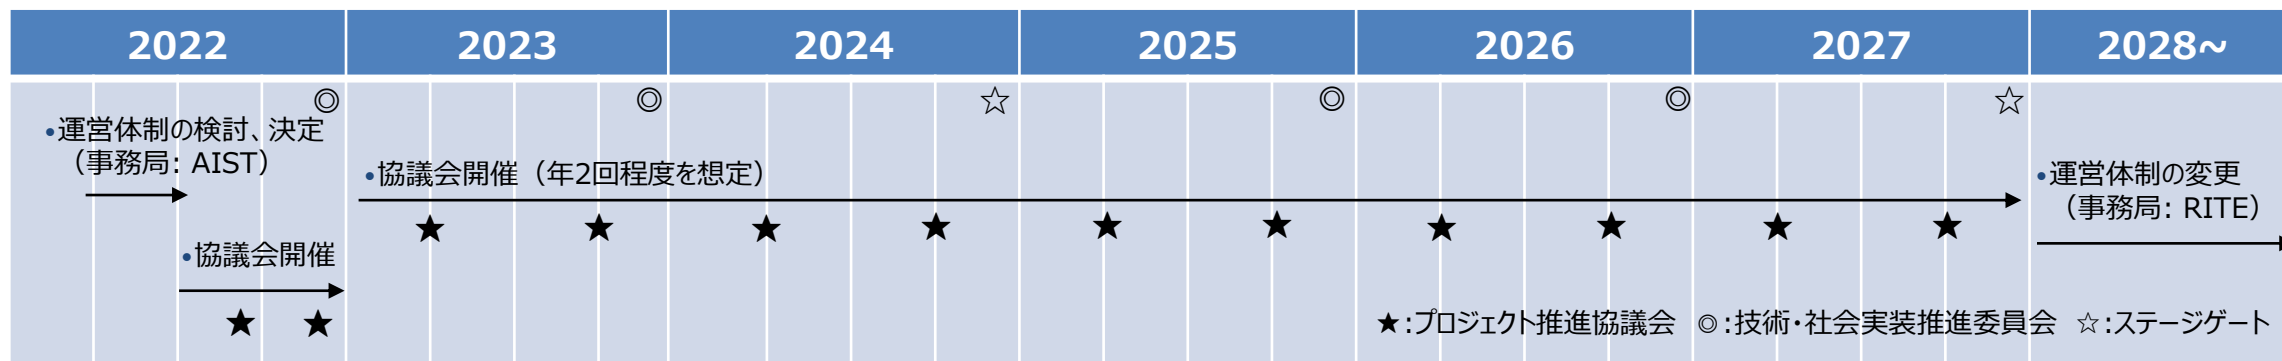 2022 2023 2024 2025 2026 2027 2028~
◎ ◎ ☆ ◎ ◎ ☆
•運営体制の検討、決定
（事務局: AIST）
•協議会開催（年2回程度を想定）
•運営体制の変更
（事務局: RITE）
★ ★ ★ ★ ★ ★ ★ ★ ★ ★
•協議会開催
★ ★
★:プロジェクト推進協議会 ◎:技術・社会実装推進委員会 ☆:ステージゲート